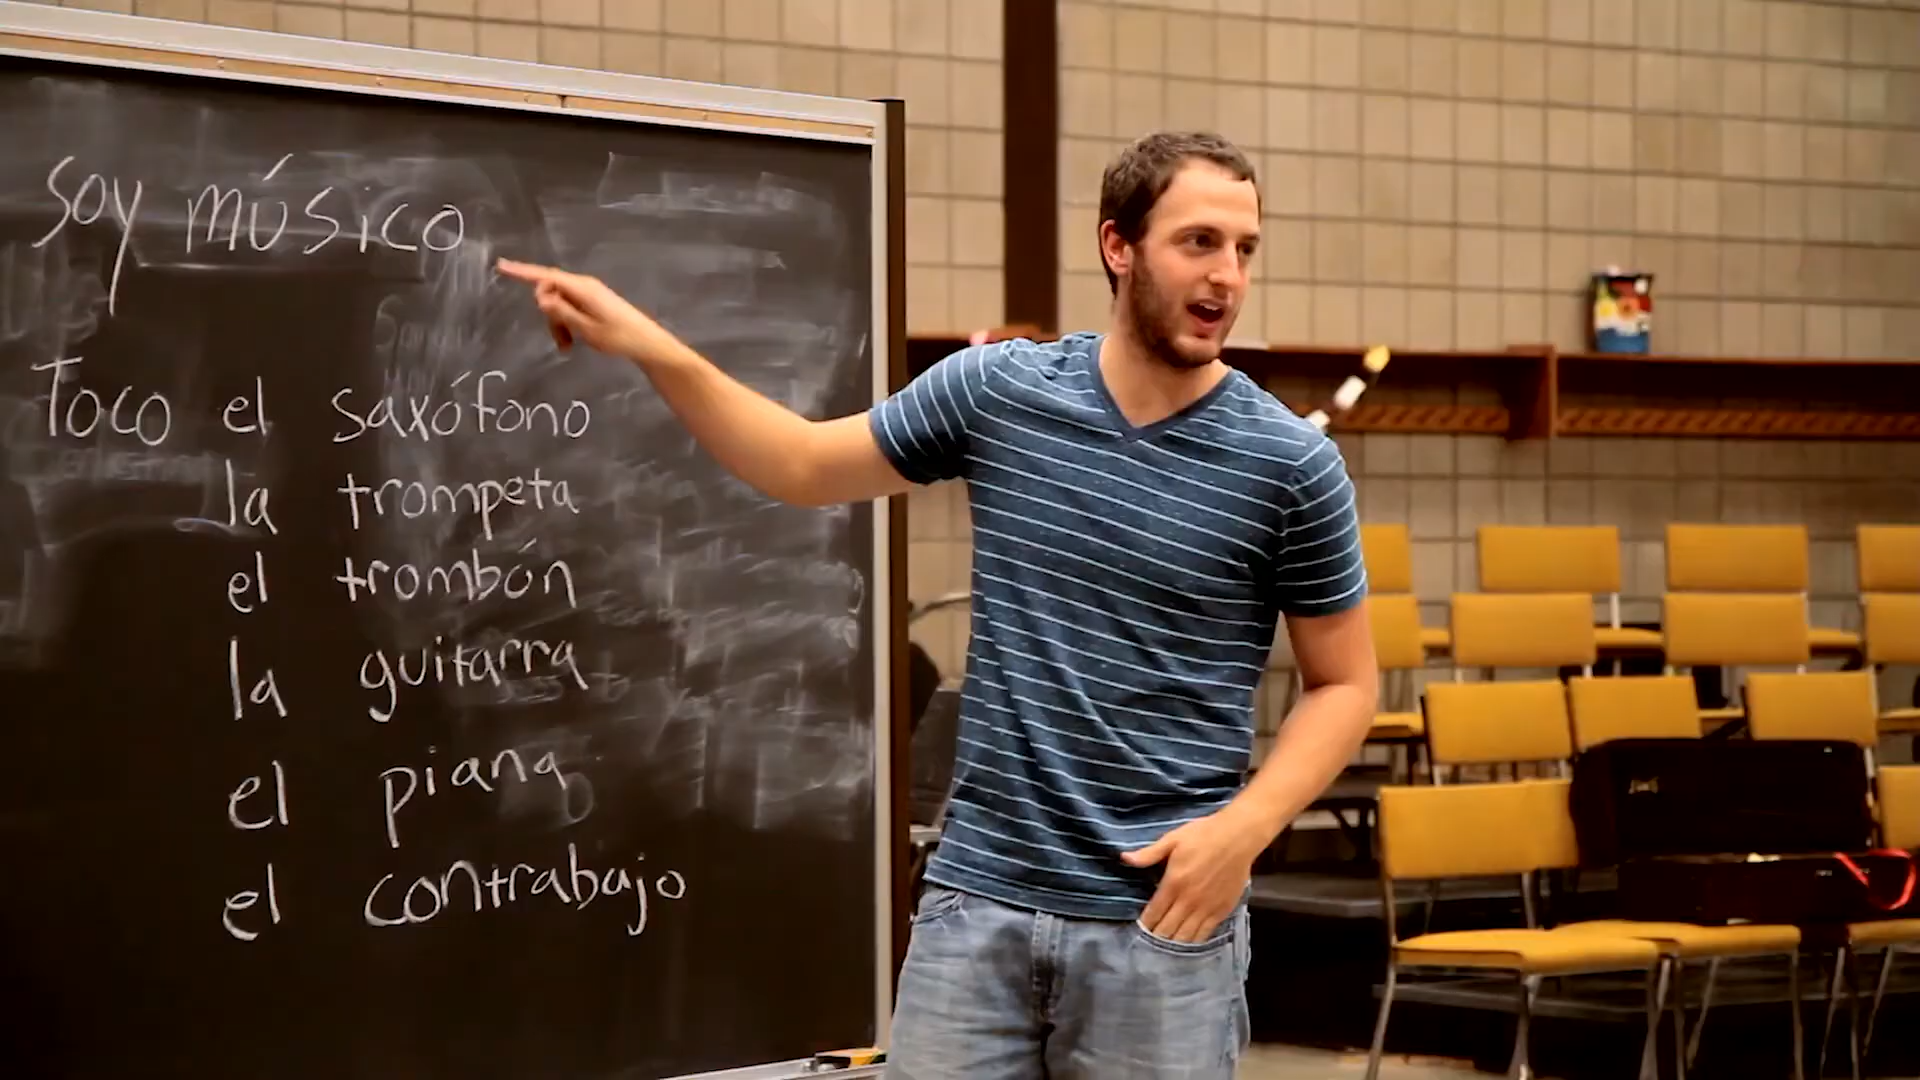 Soy músico
Toco el saxófono
la trompeta
el trombón
la guitarra
el piana
el contrabajo